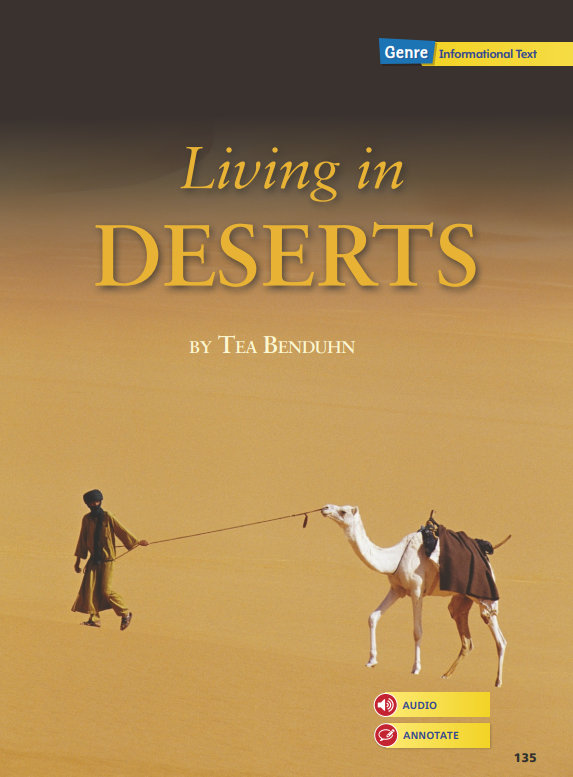 Genre Informational Text
Living in
DESERTS
BY TEA BENDUHN
AUDIO
ANNOTATE
135